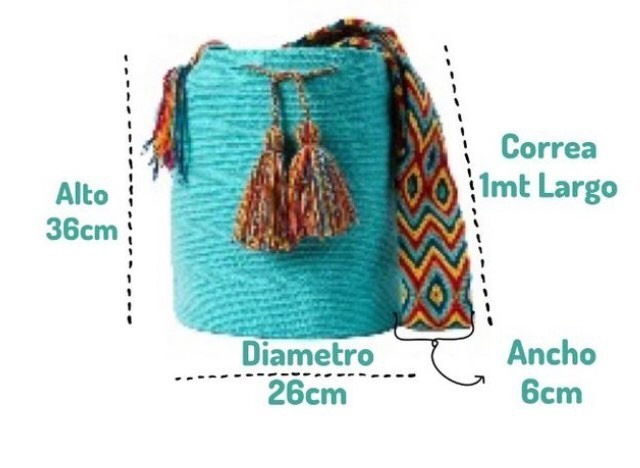 Alto
36cm
Correa
1mt Largo
Diametro
26cm
Ancho
6cm